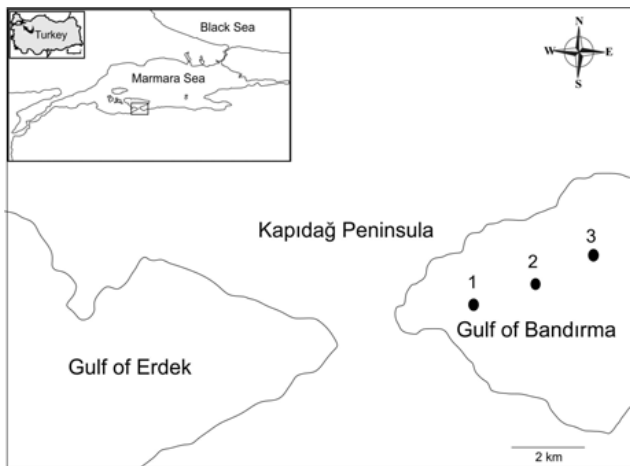 Turkey
Black Sea
Marmara Sea
N
W E
S
Kapıdağ Peninsula
3
2
1
Gulf of Bandırma
Gulf of Erdek
2 km